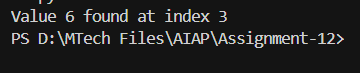 Value 6 found at index 3
PS D:\MTech Files\AIAP\Assignment-12>